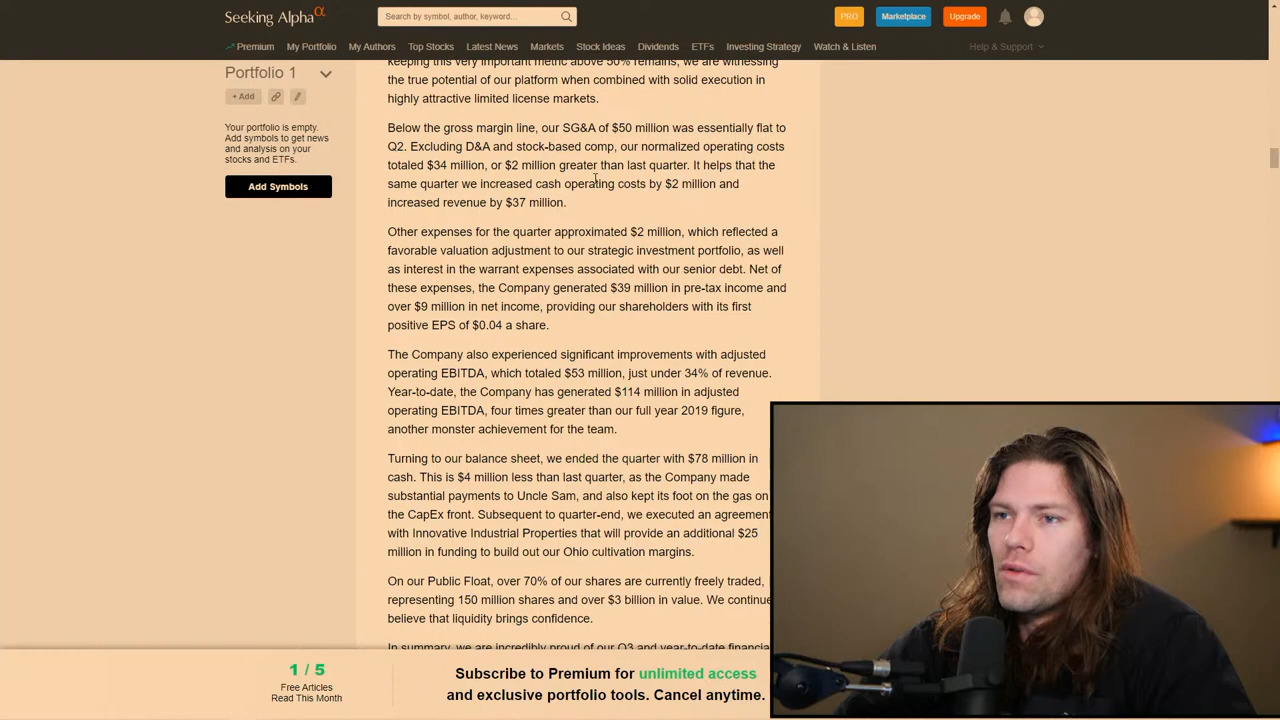 Seeking Alpha α
Search by symbol, author, keyword...
PRO
Marketplace
Upgrade
Premium
My Portfolio
My Authors
Top Stocks
Latest News
Markets
Stock Ideas
Dividends
ETFs
Investing Strategy
Watch & Listen
Help & Support
Portfolio 1
+ Add
Your portfolio is empty.
Add symbols to get news
and analysis on your
stocks and ETFs.
Add Symbols
keeping this very important metric above 50% remains, we are witnessing
the true potential of our platform when combined with solid execution in
highly attractive limited license markets.
Below the gross margin line, our SG&A of $50 million was essentially flat to
Q2. Excluding D&A and stock-based comp, our normalized operating costs
totaled $34 million, or $2 million greater than last quarter. It helps that the
same quarter we increased cash operating costs by $2 million and
increased revenue by $37 million.
Other expenses for the quarter approximated $2 million, which reflected a
favorable valuation adjustment to our strategic investment portfolio, as well
as interest in the warrant expenses associated with our senior debt. Net of
these expenses, the Company generated $39 million in pre-tax income and
over $9 million in net income, providing our shareholders with its first
positive EPS of $0.04 a share.
The Company also experienced significant improvements with adjusted
operating EBITDA, which totaled $53 million, just under 34% of revenue.
Year-to-date, the Company has generated $114 million in adjusted
operating EBITDA, four times greater than our full year 2019 figure,
another monster achievement for the team.
Turning to our balance sheet, we ended the quarter with $78 million in
cash. This is $4 million less than last quarter, as the Company made
substantial payments to Uncle Sam, and also kept its foot on the gas on
the CapEx front. Subsequent to quarter-end, we executed an agreement
with Innovative Industrial Properties that will provide an additional $25
million in funding to build out our Ohio cultivation margins.
On our Public Float, over 70% of our shares are currently freely traded,
representing 150 million shares and over $3 billion in value. We continue
believe that liquidity brings confidence.
In summary, we are incredibly proud of our Q3 and year-to-date financial
1 / 5
Free Articles
Read This Month
Subscribe to Premium for unlimited access
and exclusive portfolio tools. Cancel anytime.